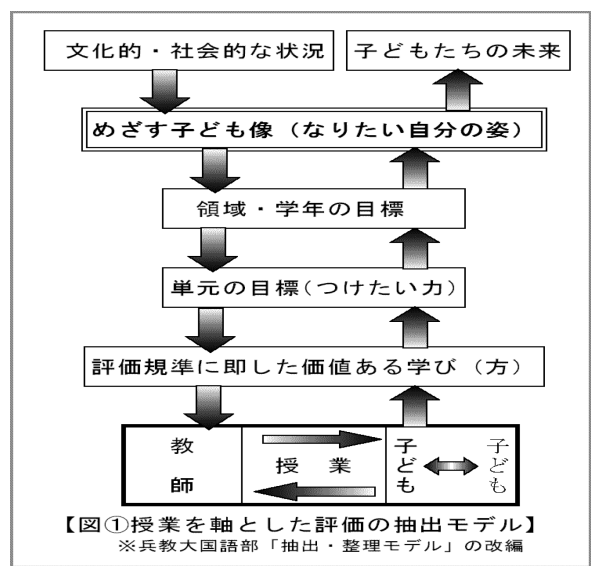 文化的・社会的な状況
子どもたちの未来
めざす子ども像（なりたい自分の姿）
領域・学年の目標
単元の目標（つけたい力）
評価規準に即した価値ある学び（方）
教師
授業
子ども
子ども
【図①授業を軸とした評価の抽出モデル】
※兵教大国語部「抽出・整理モデル」の改編